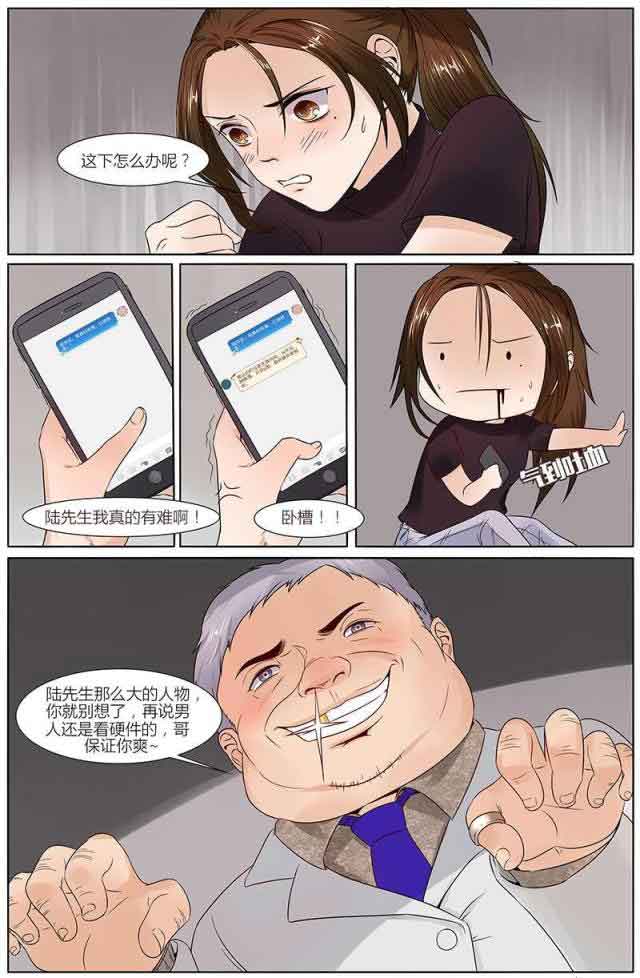 这下怎么办呢？
陆先生我真的有难啊！
卧槽！！
气到吐血
陆先生那么大的人物，
你就别想了，再说男
人还是看硬件的，哥
保证你爽~